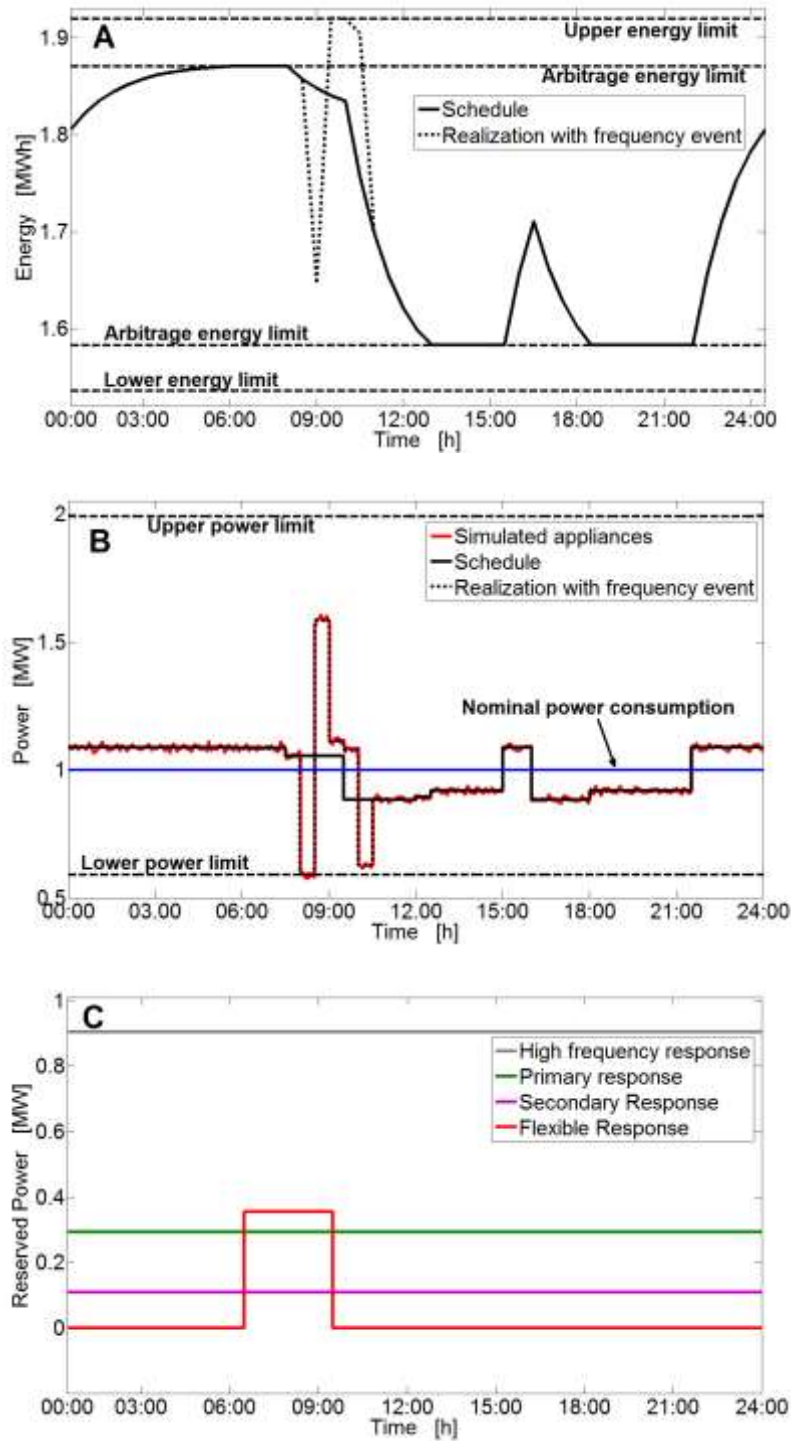 A
Upper energy limit
Arbitrage energy limit
Schedule
Realization with frequency event
Arbitrage energy limit
Lower energy limit
Energy [MWh]
1.9
1.8
1.7
1.6
00:00 03:00 06:00 09:00 12:00 15:00 18:00 21:00 24:00
Time [h]
B
Upper power limit
Simulated appliances
Schedule
Realization with frequency event
Nominal power consumption
Lower power limit
Power [MW]
2
1.5
1
0.5
00:00 03.00 06:00 09:00 12:00 15:00 18:00 21:00 24:00
Time [h]
C
High frequency response
Primary response
Secondary Response
Flexible Response
Reserved Power [MW]
1
0.8
0.6
0.4
0.2
0
00:00 03:00 06:00 09:00 12:00 15:00 18:00 21:00 24:00
Time [h]